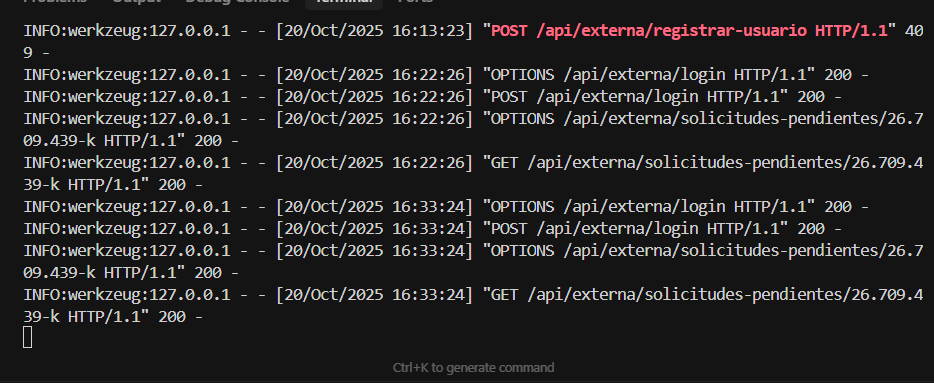 Problems Output Debug Console Terminal Ports
INFO:werkzeug:127.0.0.1 - - [20/Oct/2025 16:13:23] "POST /api/externa/registrar-usuario HTTP/1.1" 40
9 -
INFO:werkzeug:127.0.0.1 - - [20/Oct/2025 16:22:26] "OPTIONS /api/externa/login HTTP/1.1" 200 -
INFO:werkzeug:127.0.0.1 - - [20/Oct/2025 16:22:26] "POST /api/externa/login HTTP/1.1" 200 -
INFO:werkzeug:127.0.0.1 - - [20/Oct/2025 16:22:26] "OPTIONS /api/externa/solicitudes-pendientes/26.7
09.439-k HTTP/1.1" 200 -
INFO:werkzeug:127.0.0.1 - - [20/Oct/2025 16:22:26] "GET /api/externa/solicitudes-pendientes/26.709.4
39-k HTTP/1.1" 200 -
INFO:werkzeug:127.0.0.1 - - [20/Oct/2025 16:33:24] "OPTIONS /api/externa/login HTTP/1.1" 200 -
INFO:werkzeug:127.0.0.1 - - [20/Oct/2025 16:33:24] "POST /api/externa/login HTTP/1.1" 200 -
INFO:werkzeug:127.0.0.1 - - [20/Oct/2025 16:33:24] "OPTIONS /api/externa/solicitudes-pendientes/26.7
09.439-k HTTP/1.1" 200 -
INFO:werkzeug:127.0.0.1 - - [20/Oct/2025 16:33:24] "GET /api/externa/solicitudes-pendientes/26.709.4
39-k HTTP/1.1" 200 -
Ctrl+K to generate command